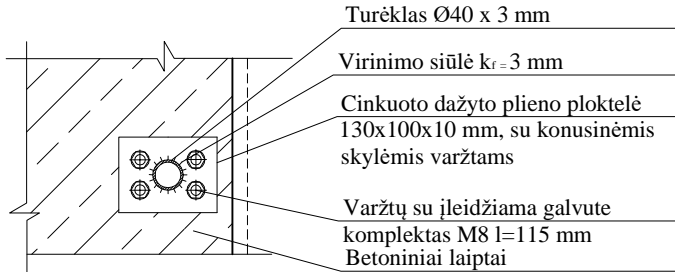 Turėklas Ø40 x 3 mm
Virinimo siūlė kf = 3 mm
Cinkuoto dažyto plieno ploktelė
130x100x10 mm, su konusinėmis
skylėmis varžtams
Varžtų su įleidžiama galvute
komplektas M8 l=115 mm
Betoniniai laiptai